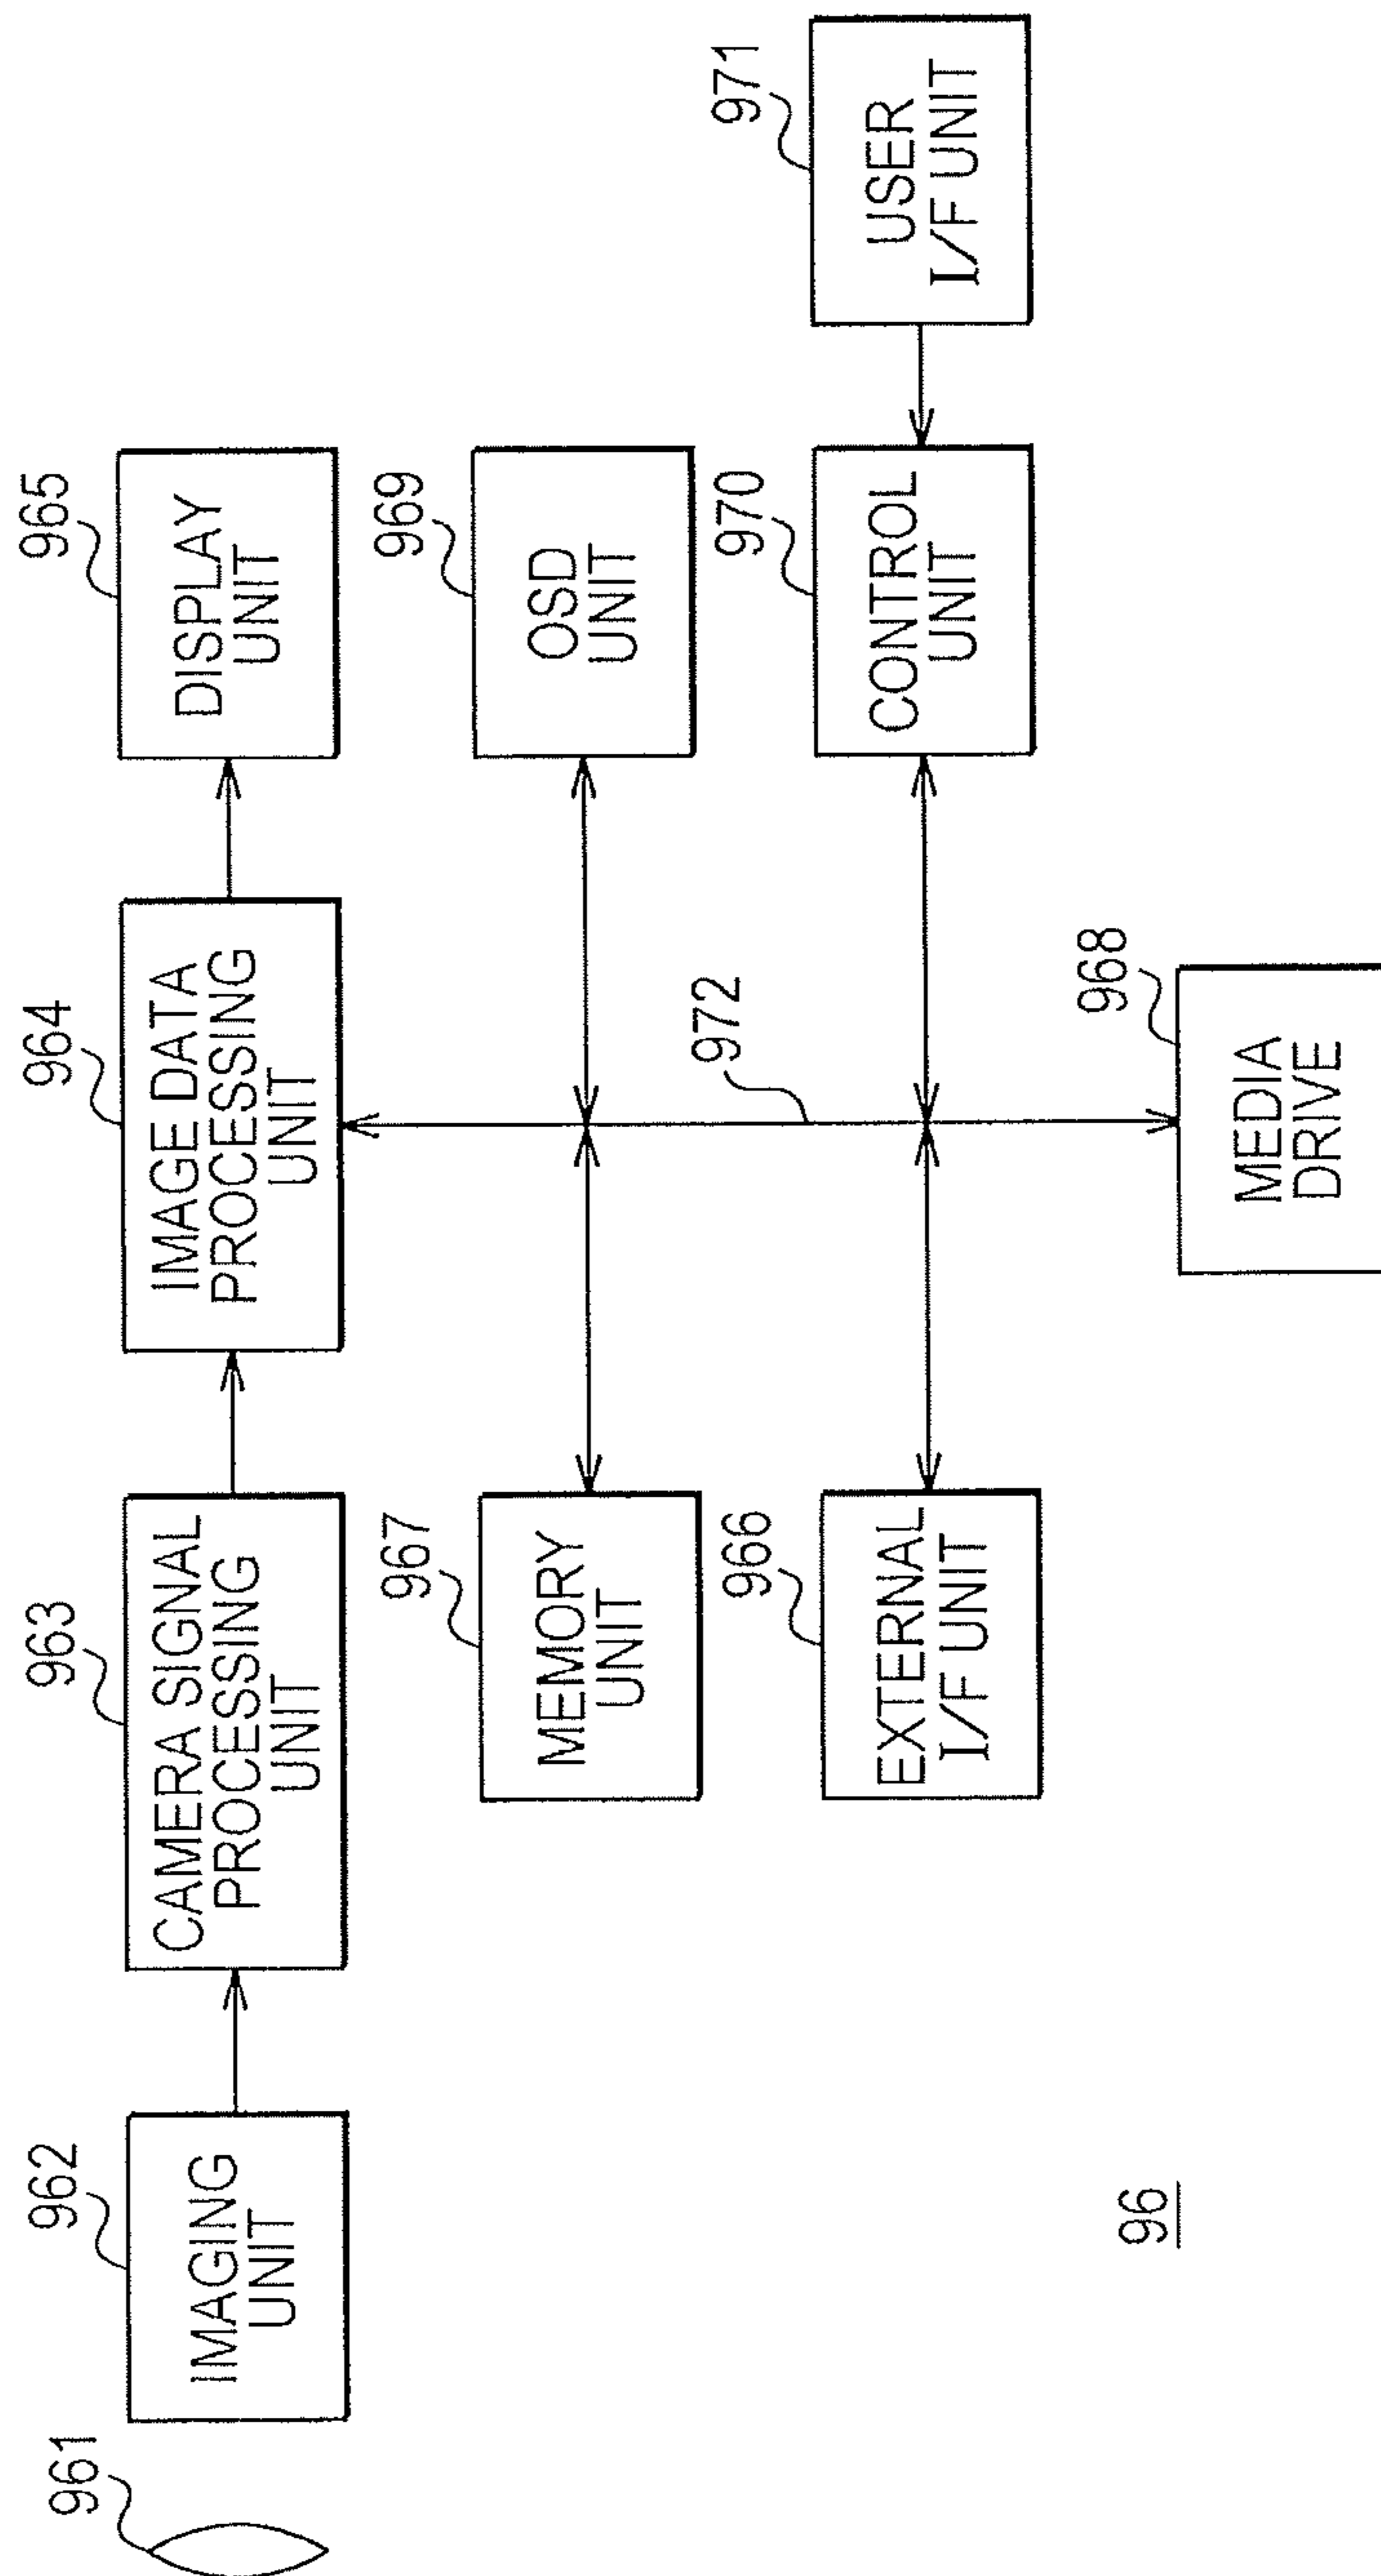 961
962
IMAGING
UNIT
963
CAMERA SIGNAL
PROCESSING
UNIT
964
IMAGE DATA
PROCESSING
UNIT
965
DISPLAY
UNIT
967
MEMORY
UNIT
969
OSD
UNIT
972
966
EXTERNAL
I/F UNIT
970
CONTROL
UNIT
971
USER
I/F UNIT
968
MEDIA
DRIVE
96